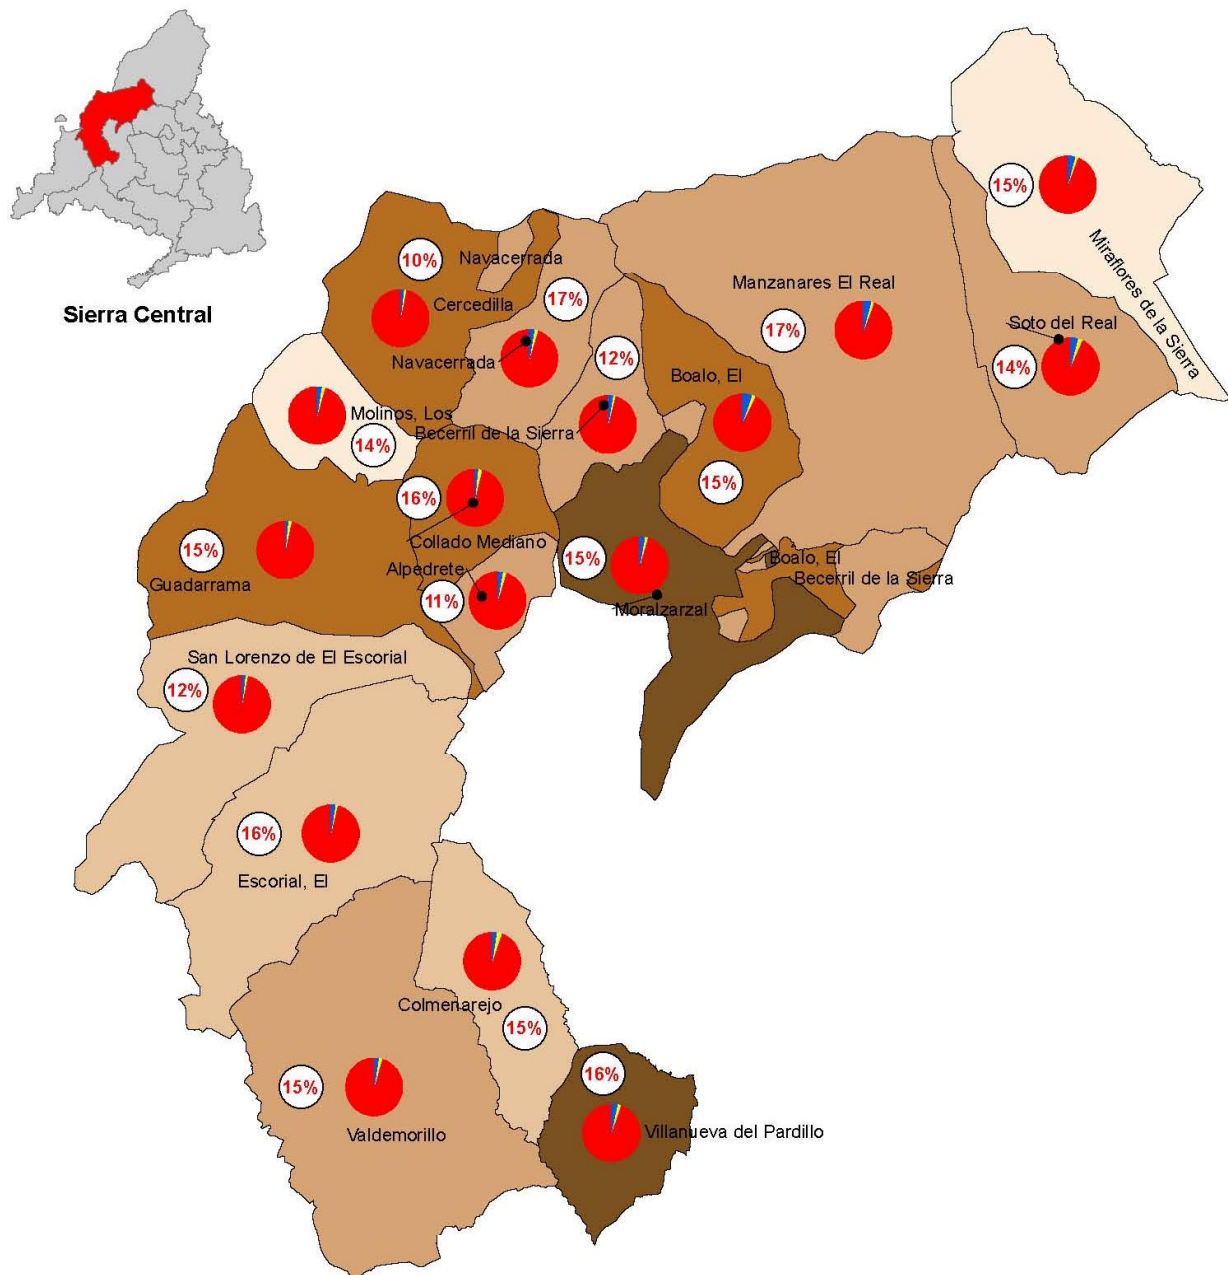 Sierra Central
15%
Miraflores de la Sierra
10%
Navacerrada
Cercedilla
17%
Navacerrada
Manzanares El Real
17%
Soto del Real
14%
12%
Boalo, El
Becerril de la Sierra
15%
Molinos, Los
14%
16%
Collado Mediano
15%
Guadarrama
Alpedrete
11%
15%
Moralzarzal
Boalo, El
Becerril de la Sierra
San Lorenzo de El Escorial
12%
16%
Escorial, El
Colmenarejo
15%
15%
Valdemorillo
16%
Villanueva del Pardillo